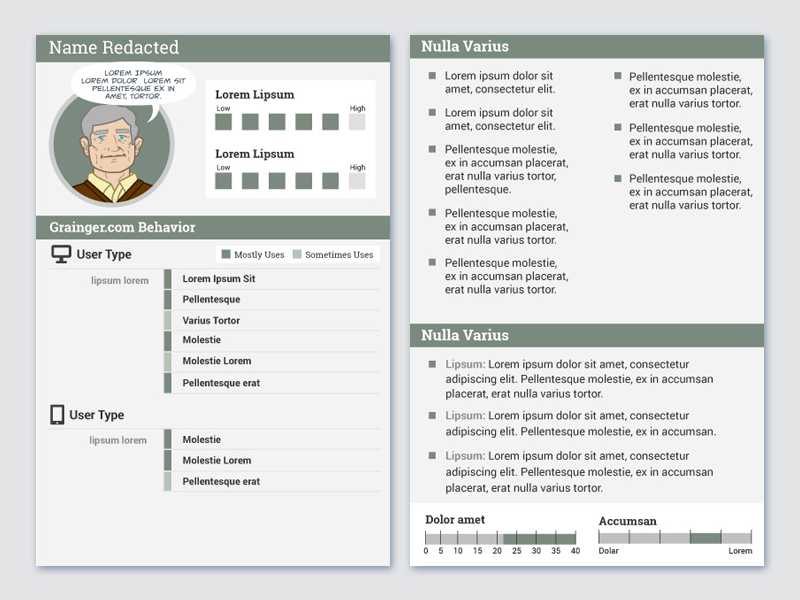 Name Redacted
LOREM IPSUM
LOREM DOLOR LOREM SIT
PELLENTESQUE EX IN
AMET, TORTOR.
Lorem Lipsum
Low High
Lorem Lipsum
Low High
Grainger.com Behavior
User Type
Mostly Uses Sometimes Uses
lipsum lorem
Lorem Ipsum Sit
Pellentesque
Varius Tortor
Molestie
Molestie Lorem
Pellentesque erat
User Type
lipsum lorem
Molestie
Molestie Lorem
Pellentesque erat
Nulla Varius
Lorem ipsum dolor sit
amet, consectetur elit.
Lorem ipsum dolor sit
amet, consectetur elit.
Pellentesque molestie,
ex in accumsan placerat,
erat nulla varius tortor,
pellentesque.
Pellentesque molestie,
ex in accumsan placerat,
erat nulla varius tortor.
Pellentesque molestie,
ex in accumsan placerat,
erat nulla varius tortor.
Pellentesque molestie,
ex in accumsan placerat,
erat nulla varius tortor.
Pellentesque molestie,
ex in accumsan placerat,
erat nulla varius tortor.
Pellentesque molestie,
ex in accumsan placerat,
erat nulla varius tortor.
Nulla Varius
Lipsum: Lorem ipsum dolor sit amet, consectetur
adipiscing elit. Pellentesque molestie, ex in accumsan
placerat, erat nulla varius tortor.
Lipsum: Lorem ipsum dolor sit amet, consectetur
adipiscing elit. Pellentesque molestie, ex in accumsan.
Lipsum: Lorem ipsum dolor sit amet, consectetur
adipiscing elit. Pellentesque molestie, ex in accumsan
placerat, erat nulla varius tortor.
Dolor amet
0 5 10 15 20 25 30 35 40
Accumsan
Dolar Lorem